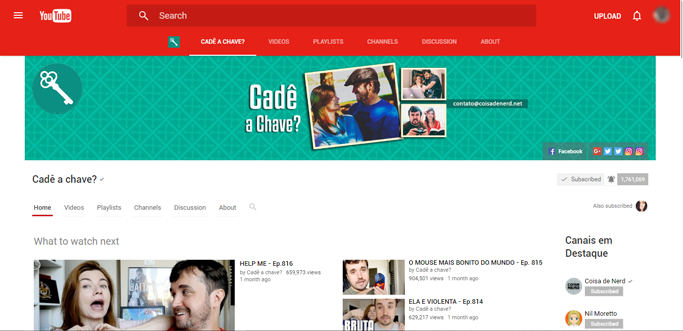 YouTube
Search
UPLOAD
CADÊ A CHAVE?
VIDEOS
PLAYLISTS
CHANNELS
DISCUSSION
ABOUT
Cadê
a Chave?
contato@coisadenerd.net
Facebook
Cadê a chave?
Subscribed
1,761,069
Home
Videos
Playlists
Channels
Discussion
About
Also subscribed
What to watch next
HELP ME - Ep.816
by Cadê a chave? 659,973 views
1 month ago
O MOUSE MAIS BONITO DO MUNDO - Ep. 815
by Cadê a chave?
904,501 views 1 month ago
ELA E VIOLENTA - Ep.814
by Cadê a chave?
629,217 views 1 month ago
BRUTA
Canais em
Destaque
Coisa de Nerd
Subscribed
Nil Moretto
Subscribed